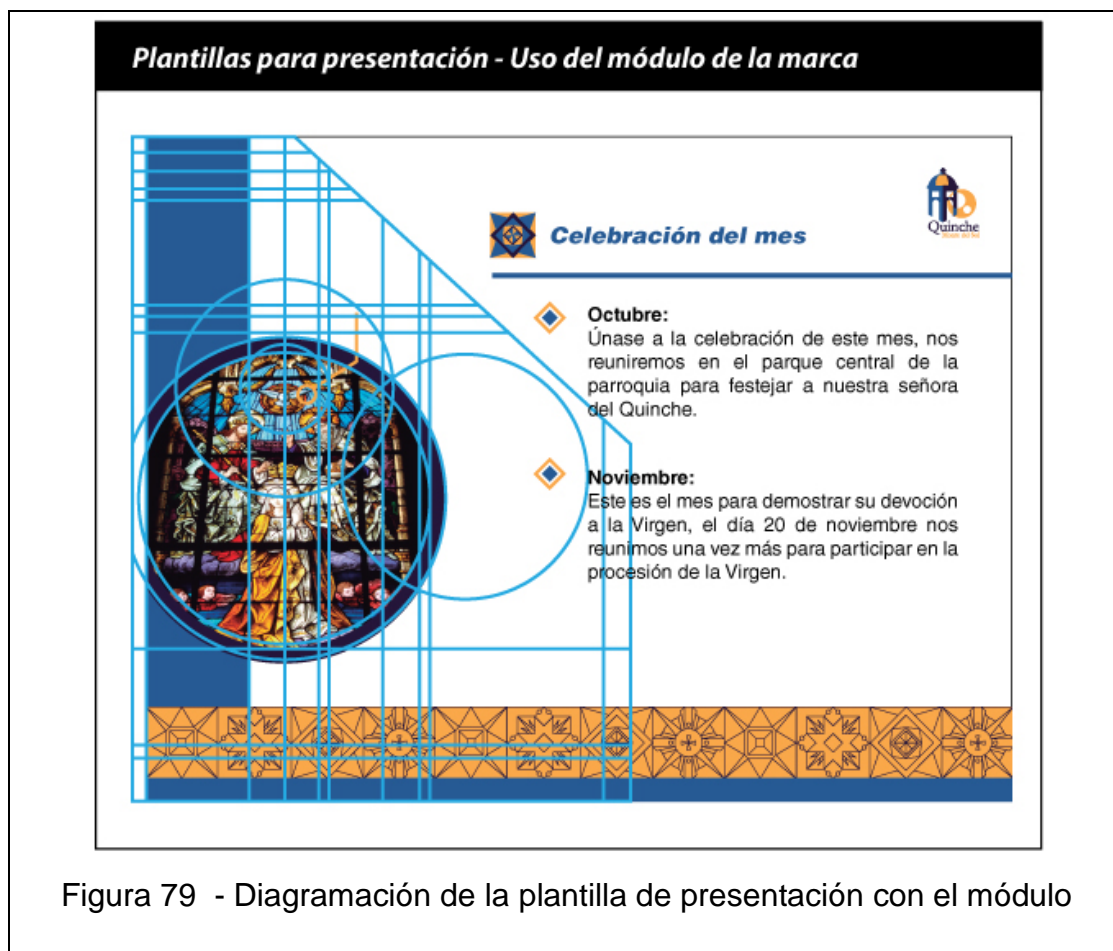 Plantillas para presentación - Uso del módulo de la marca
Quinche
Celebración del mes
Octubre:
Únase a la celebración de este mes, nos
reuniremos en el parque central de la
parroquia para festejar a nuestra señora
del Quinche.
Noviembre:
Este es el mes para demostrar su devoción
a la Virgen, el día 20 de noviembre nos
reunimos una vez más para participar en la
procesión de la Virgen.
Figura 79 - Diagramación de la plantilla de presentación con el módulo